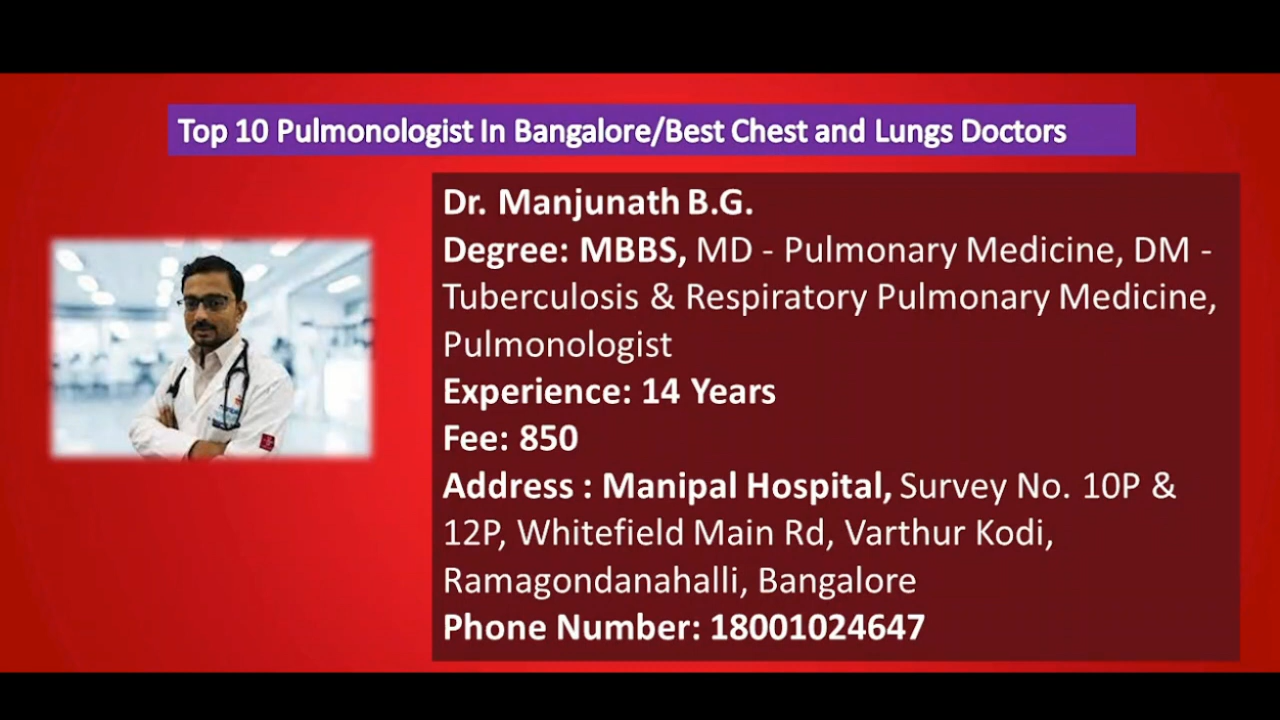 Top 10 Pulmonologist In Bangalore/Best Chest and Lungs Doctors
Dr. Manjunath B.G.
Degree: MBBS, MD - Pulmonary Medicine, DM -
Tuberculosis & Respiratory Pulmonary Medicine,
Pulmonologist
Experience: 14 Years
Fee: 850
Address : Manipal Hospital, Survey No. 10P &
12P, Whitefield Main Rd, Varthur Kodi,
Ramagondanahalli, Bangalore
Phone Number: 18001024647